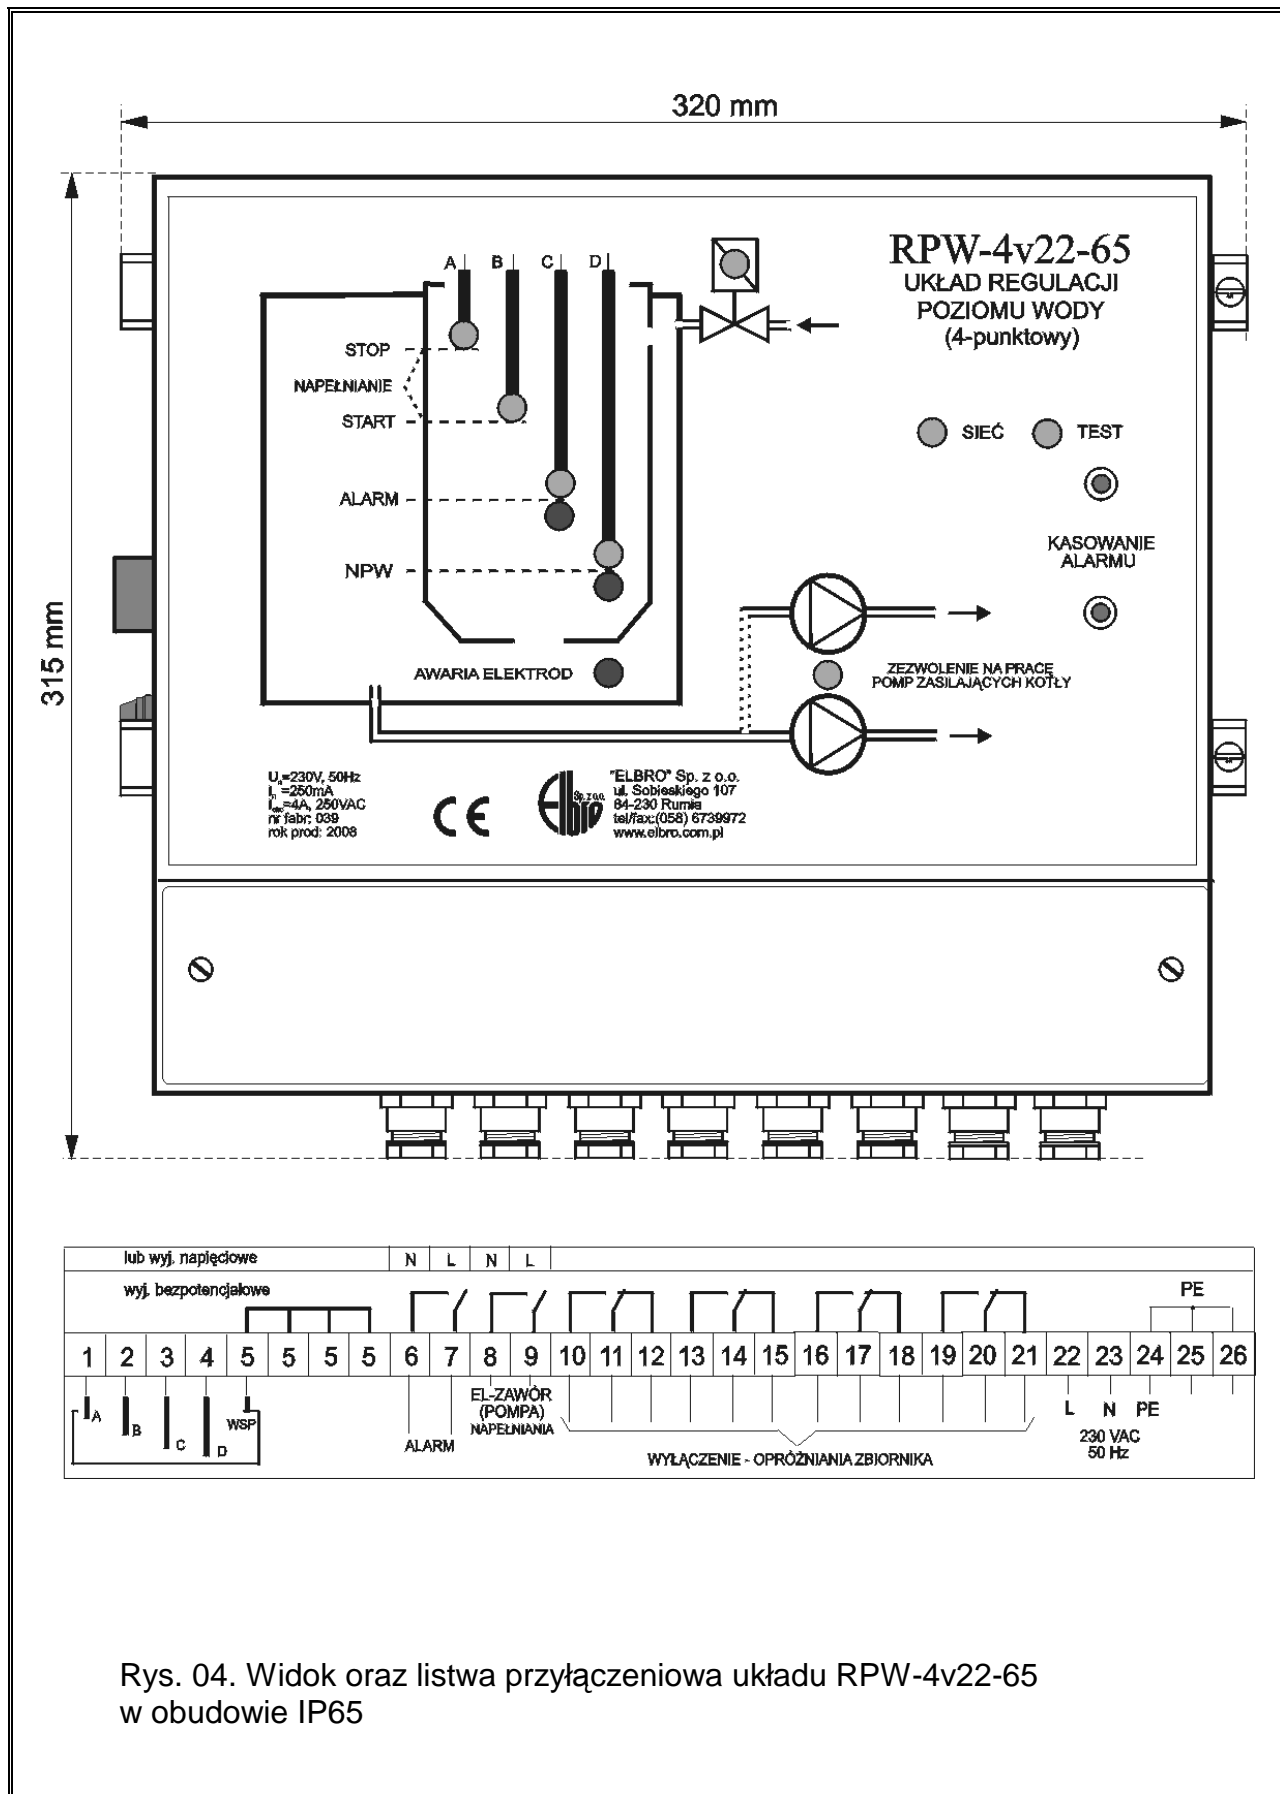 320 mm
315 mm
RPW-4v22-65
UKŁAD REGULACJI
POZIOMU WODY
(4-punktowy)
A B C D
STOP
NAPEŁNIANIE
START
ALARM
NPW
AWARIA ELEKTROD
SIEĆ TEST
KASOWANIE
ALARMU
ZEZWOLENIE NA PRACĘ
POMP ZASILAJĄCYCH KOTŁY
=230V, 50Hz
=250mA
=4A, 250VAC
nr fabr: 039
rok prod: 2008
CE
Elbro
Sp. z o.o.
"ELBRO" Sp. z o.o.
ul. Sobieskiego 107
84-230 Rumia
tel/fax:(058) 6739972
www.elbro.com.pl
lub wyj. napięciowe N L N L
wyj. bezpotencjałowe PE
1 2 3 4 5 5 5 5 6 7 8 9 10 11 12 13 14 15 16 17 18 19 20 21 22 23 24 25 26
A B C D WSP
ALARM
EL-ZAWÓR
(POMPA)
NAPEŁNIANIA
WYŁĄCZENIE - OPRÓŻNIANIA ZBIORNIKA
L N PE
230 VAC
50 Hz
Rys. 04. Widok oraz listwa przyłączeniowa układu RPW-4v22-65
w obudowie IP65